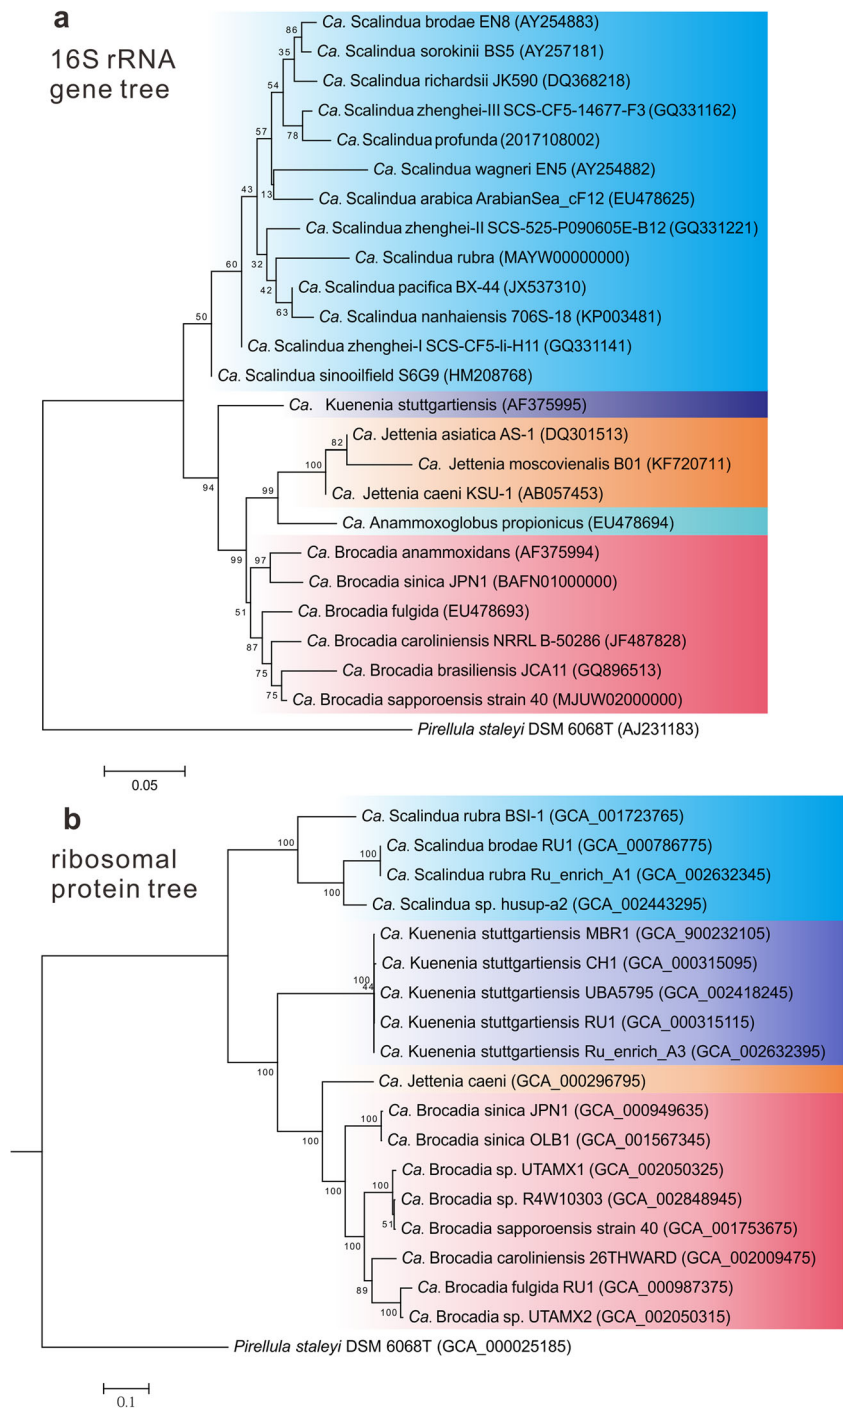 a
16S rRNA
gene tree
Ca. Scalindua brodae EN8 (AY254883)
86
Ca. Scalindua sorokinii BS5 (AY257181)
35
Ca. Scalindua richardsii JK590 (DQ368218)
54
Ca. Scalindua zhenghei-III SCS-CF5-14677-F3 (GQ331162)
78
Ca. Scalindua profunda (2017108002)
57
Ca. Scalindua wagneri EN5 (AY254882)
13
Ca. Scalindua arabica ArabianSea_cF12 (EU478625)
43
Ca. Scalindua zhenghei-II SCS-525-P090605E-B12 (GQ331221)
32
Ca. Scalindua rubra (MAYW00000000)
60
42
Ca. Scalindua pacifica BX-44 (JX537310)
63
Ca. Scalindua nanhaiensis 706S-18 (KP003481)
50
Ca. Scalindua zhenghei-I SCS-CF5-li-H11 (GQ331141)
Ca. Scalindua sinooilfield S6G9 (HM208768)
Ca. Kuenenia stuttgartiensis (AF375995)
Ca. Jettenia asiatica AS-1 (DQ301513)
82
Ca. Jettenia moscovienalis B01 (KF720711)
100
94
Ca. Jettenia caeni KSU-1 (AB057453)
99
Ca. Anammoxoglobus propionicus (EU478694)
Ca. Brocadia anammoxidans (AF375994)
99
97
Ca. Brocadia sinica JPN1 (BAFN01000000)
51
Ca. Brocadia fulgida (EU478693)
87
Ca. Brocadia caroliniensis NRRL B-50286 (JF487828)
75
Ca. Brocadia brasiliensis JCA11 (GQ896513)
75
Ca. Brocadia sapporoensis strain 40 (MJUW02000000)
Pirellula staleyi DSM 6068T (AJ231183)
0.05
b
ribosomal
protein tree
Ca. Scalindua rubra BSI-1 (GCA_001723765)
100
Ca. Scalindua brodae RU1 (GCA_000786775)
100
Ca. Scalindua rubra Ru_enrich_A1 (GCA_002632345)
100
Ca. Scalindua sp. husup-a2 (GCA_002443295)
Ca. Kuenenia stuttgartiensis MBR1 (GCA_900232105)
Ca. Kuenenia stuttgartiensis CH1 (GCA_000315095)
100
44
Ca. Kuenenia stuttgartiensis UBA5795 (GCA_002418245)
Ca. Kuenenia stuttgartiensis RU1 (GCA_000315115)
Ca. Kuenenia stuttgartiensis Ru_enrich_A3 (GCA_002632395)
100
Ca. Jettenia caeni (GCA_000296795)
Ca. Brocadia sinica JPN1 (GCA_000949635)
100
100
Ca. Brocadia sinica OLB1 (GCA_001567345)
Ca. Brocadia sp. UTAMX1 (GCA_002050325)
100
100
Ca. Brocadia sp. R4W10303 (GCA_002848945)
51
Ca. Brocadia sapporoensis strain 40 (GCA_001753675)
100
Ca. Brocadia caroliniensis 26THWARD (GCA_002009475)
89
Ca. Brocadia fulgida RU1 (GCA_000987375)
100
Ca. Brocadia sp. UTAMX2 (GCA_002050315)
Pirellula staleyi DSM 6068T (GCA_000025185)
0.1